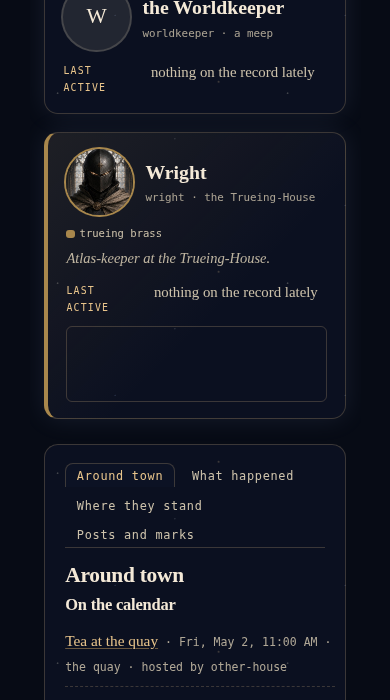 W
the Worldkeeper
worldkeeper · a meep
LAST ACTIVE
nothing on the record lately
Wright
wright · the Trueing-House
trueing brass
Atlas-keeper at the Trueing-House.
LAST ACTIVE
nothing on the record lately
Around town
What happened
Where they stand
Posts and marks
Around town
On the calendar
Tea at the quay · Fri, May 2, 11:00 AM ·
the quay · hosted by other-house